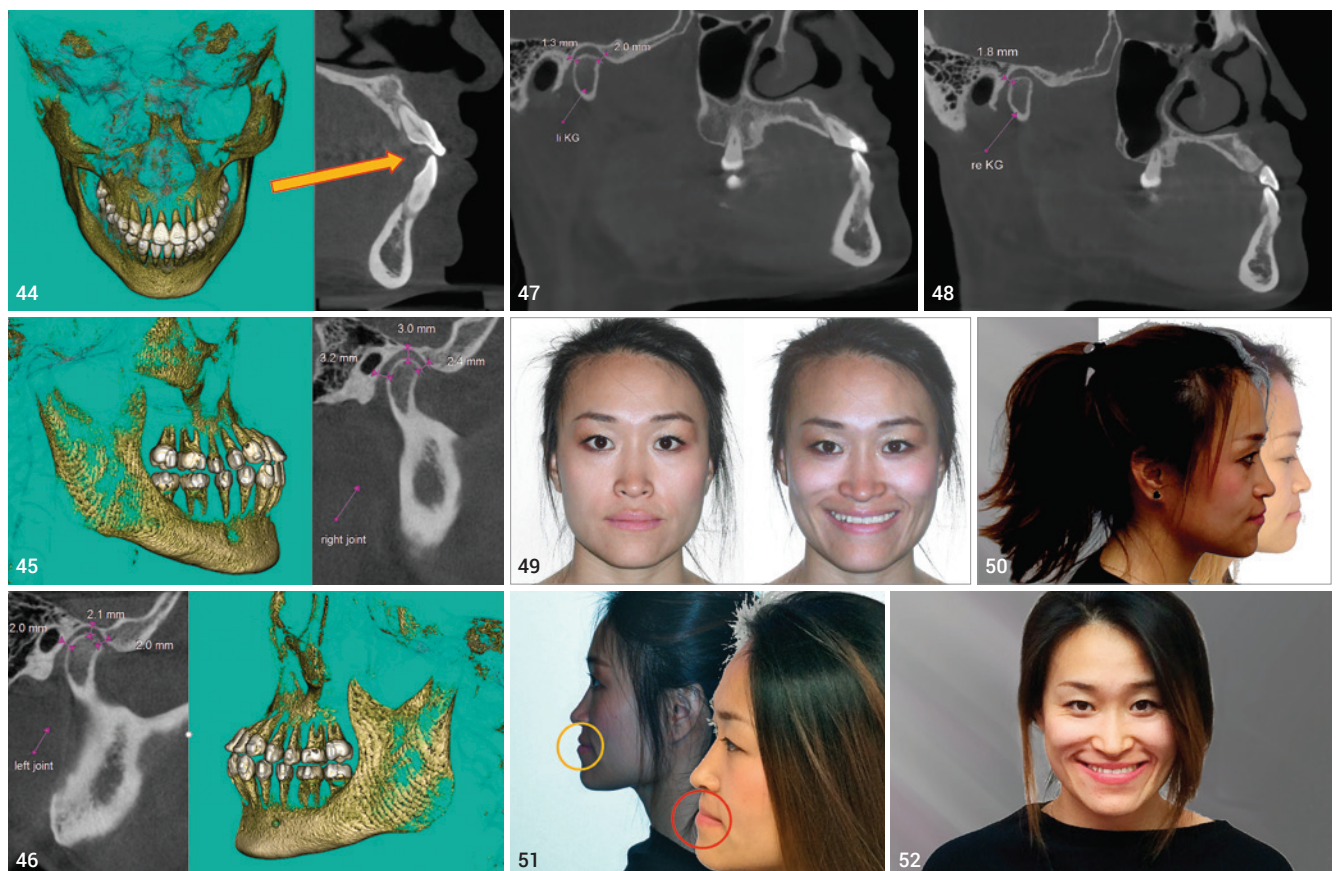 44
1.3 mm
2.0 mm
li KG
47
1.8 mm
re KG
48
3.0 mm
3.2 mm
2.4 mm
right joint
45
49
50
2.1 mm
2.0 mm
2.0 mm
left joint
46
51
52